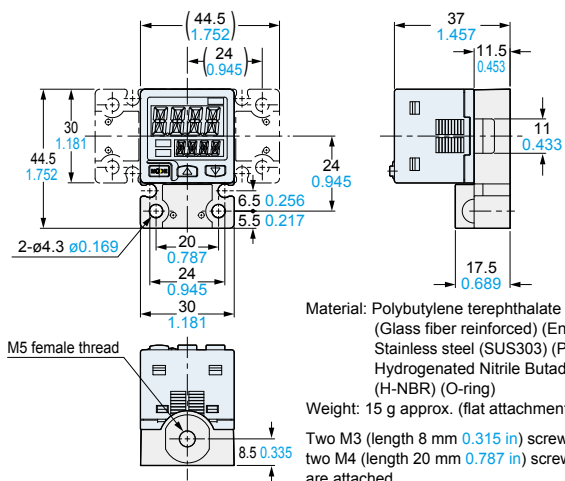 (44.5)
1.752
(24)
(0.945)
37
1.457
11.5
0.453
30
1.181
44.5
1.752
24
0.945
11
0.433
6.5 0.256
5.5 0.217
2-ø4.3 ø0.169
20
0.787
24
0.945
30
1.181
17.5
0.689
M5 female thread
8.5 0.335
Material: Polybutylene terephthalate
(Glass fiber reinforced)
Stainless steel (SUS303)
Hydrogenated Nitrile
(H-NBR) (O-ring)
Weight: 15 g approx. (flat
Two M3 (length 8 mm 0.315 in)
two M4 (length 20 mm 0.787 in)
are attached